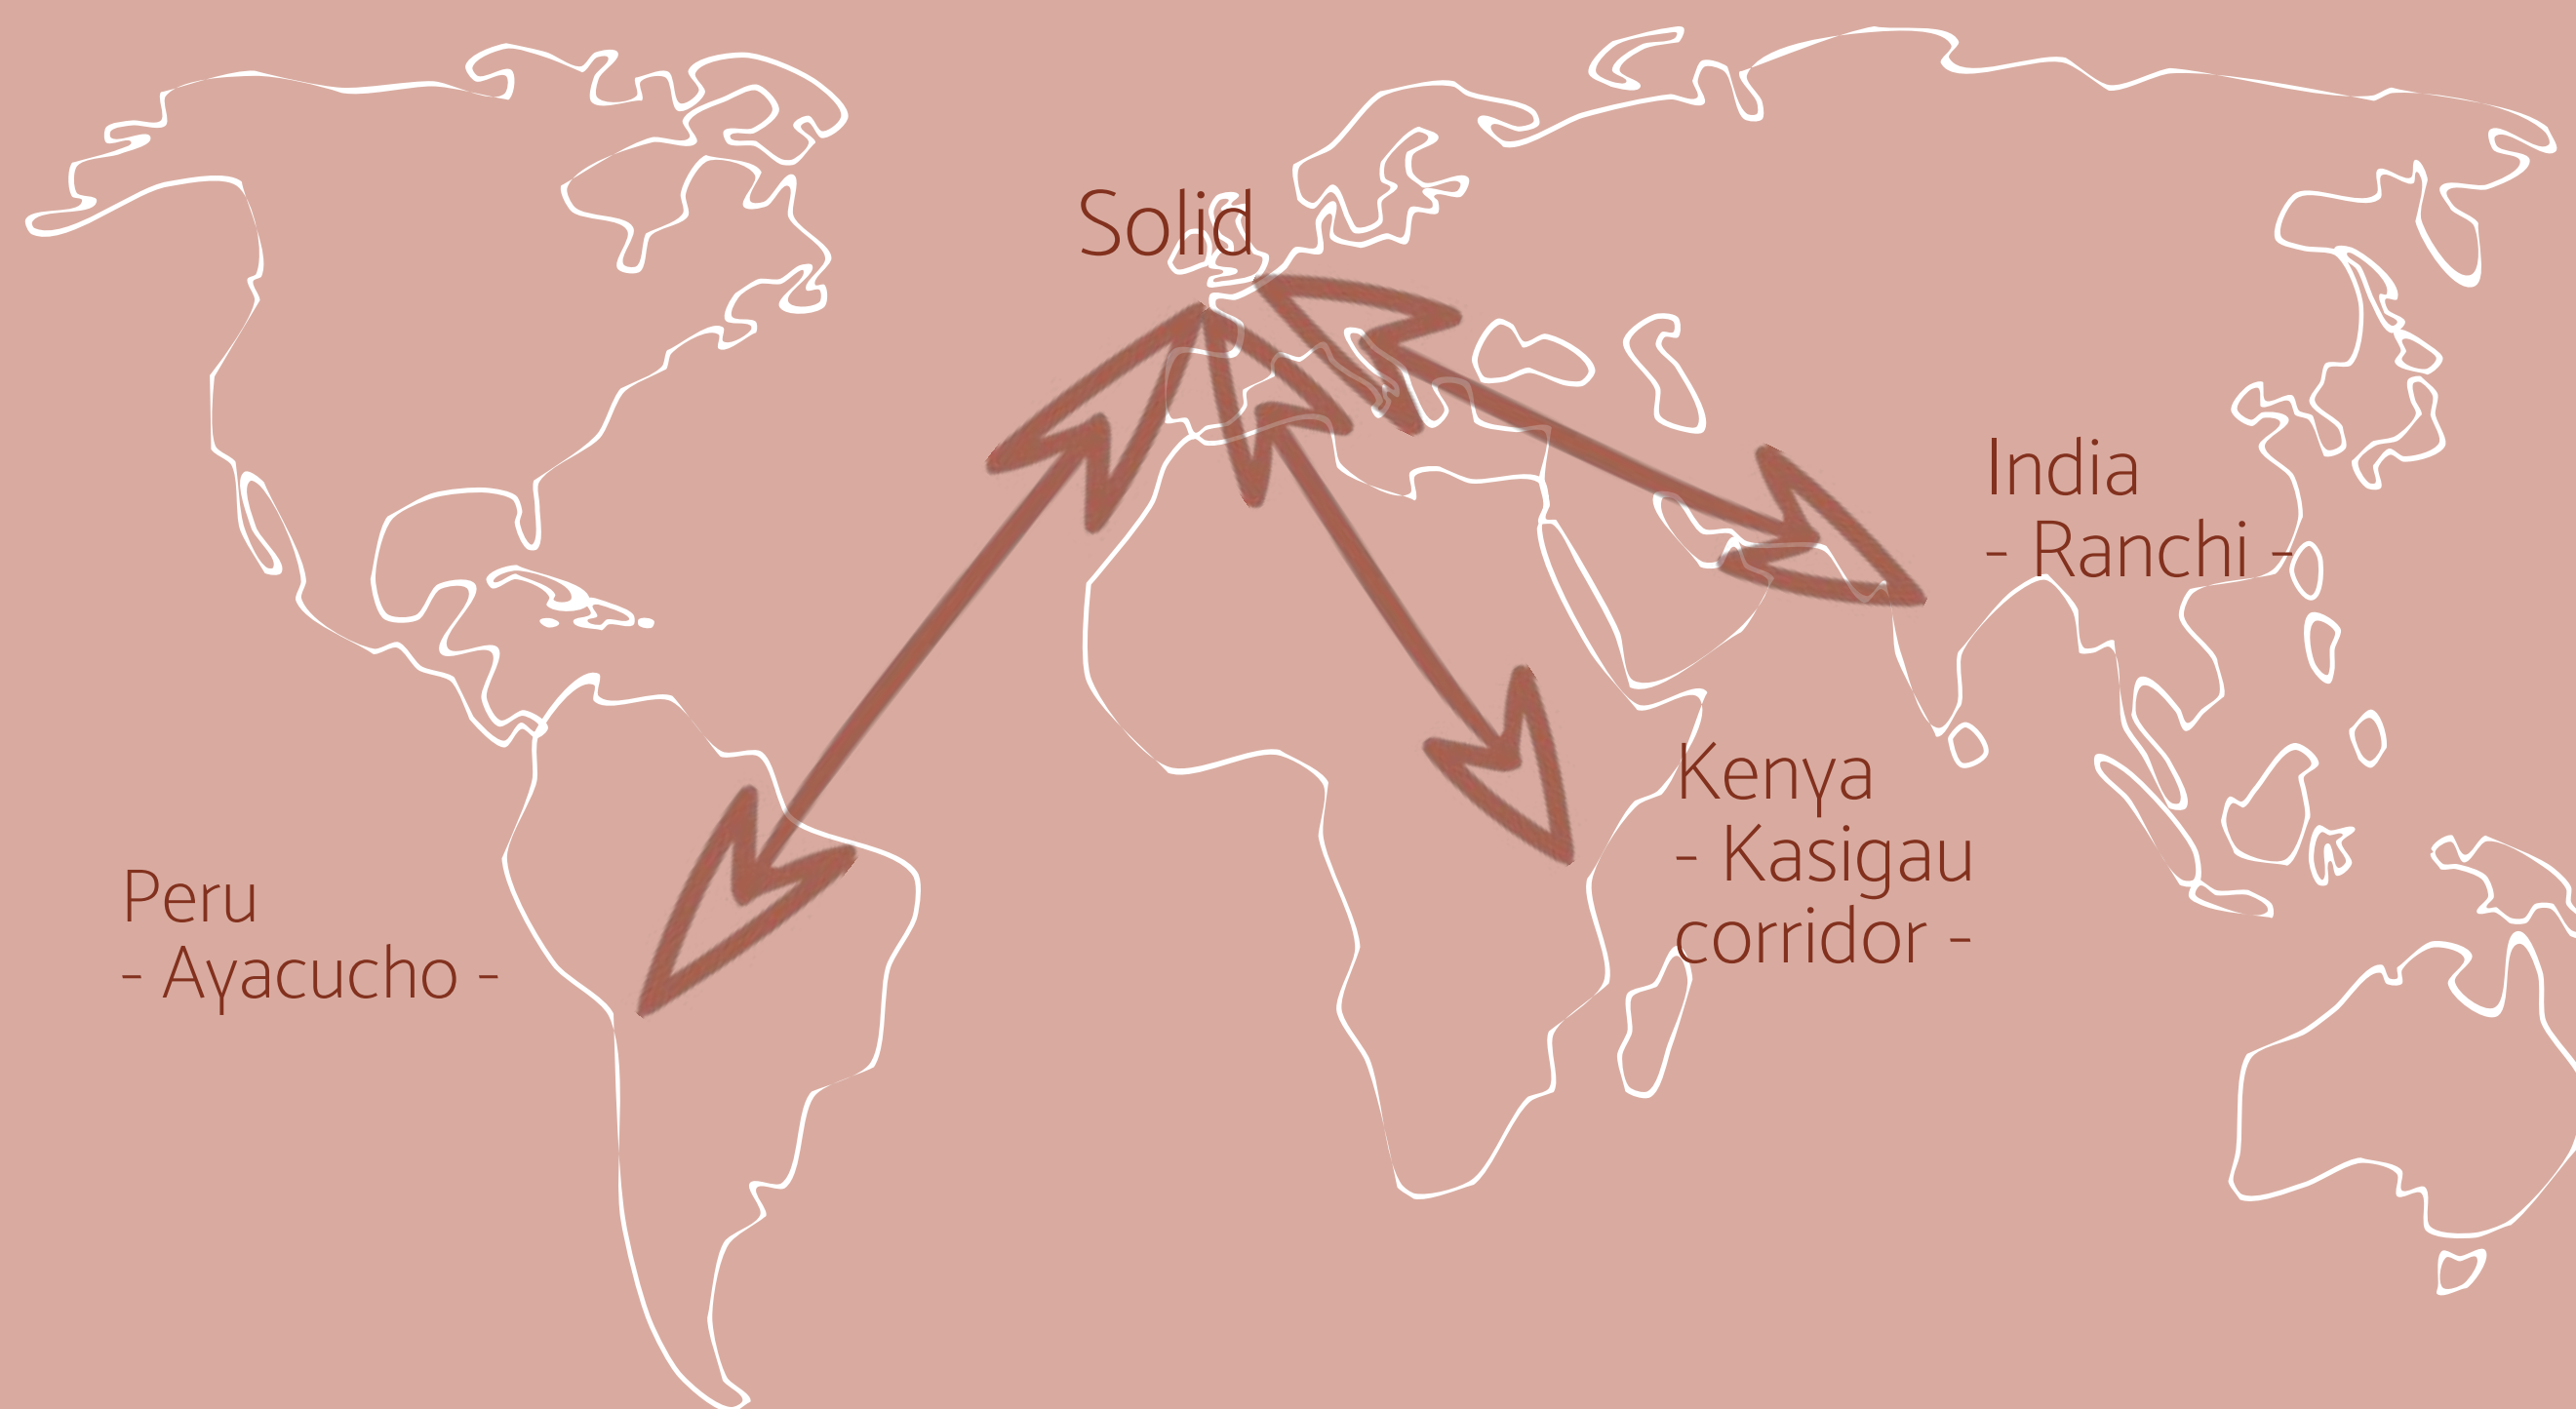 Solid
India
- Ranchi -
Kenya
- Kasigau
corridor -
Peru
- Ayacucho -